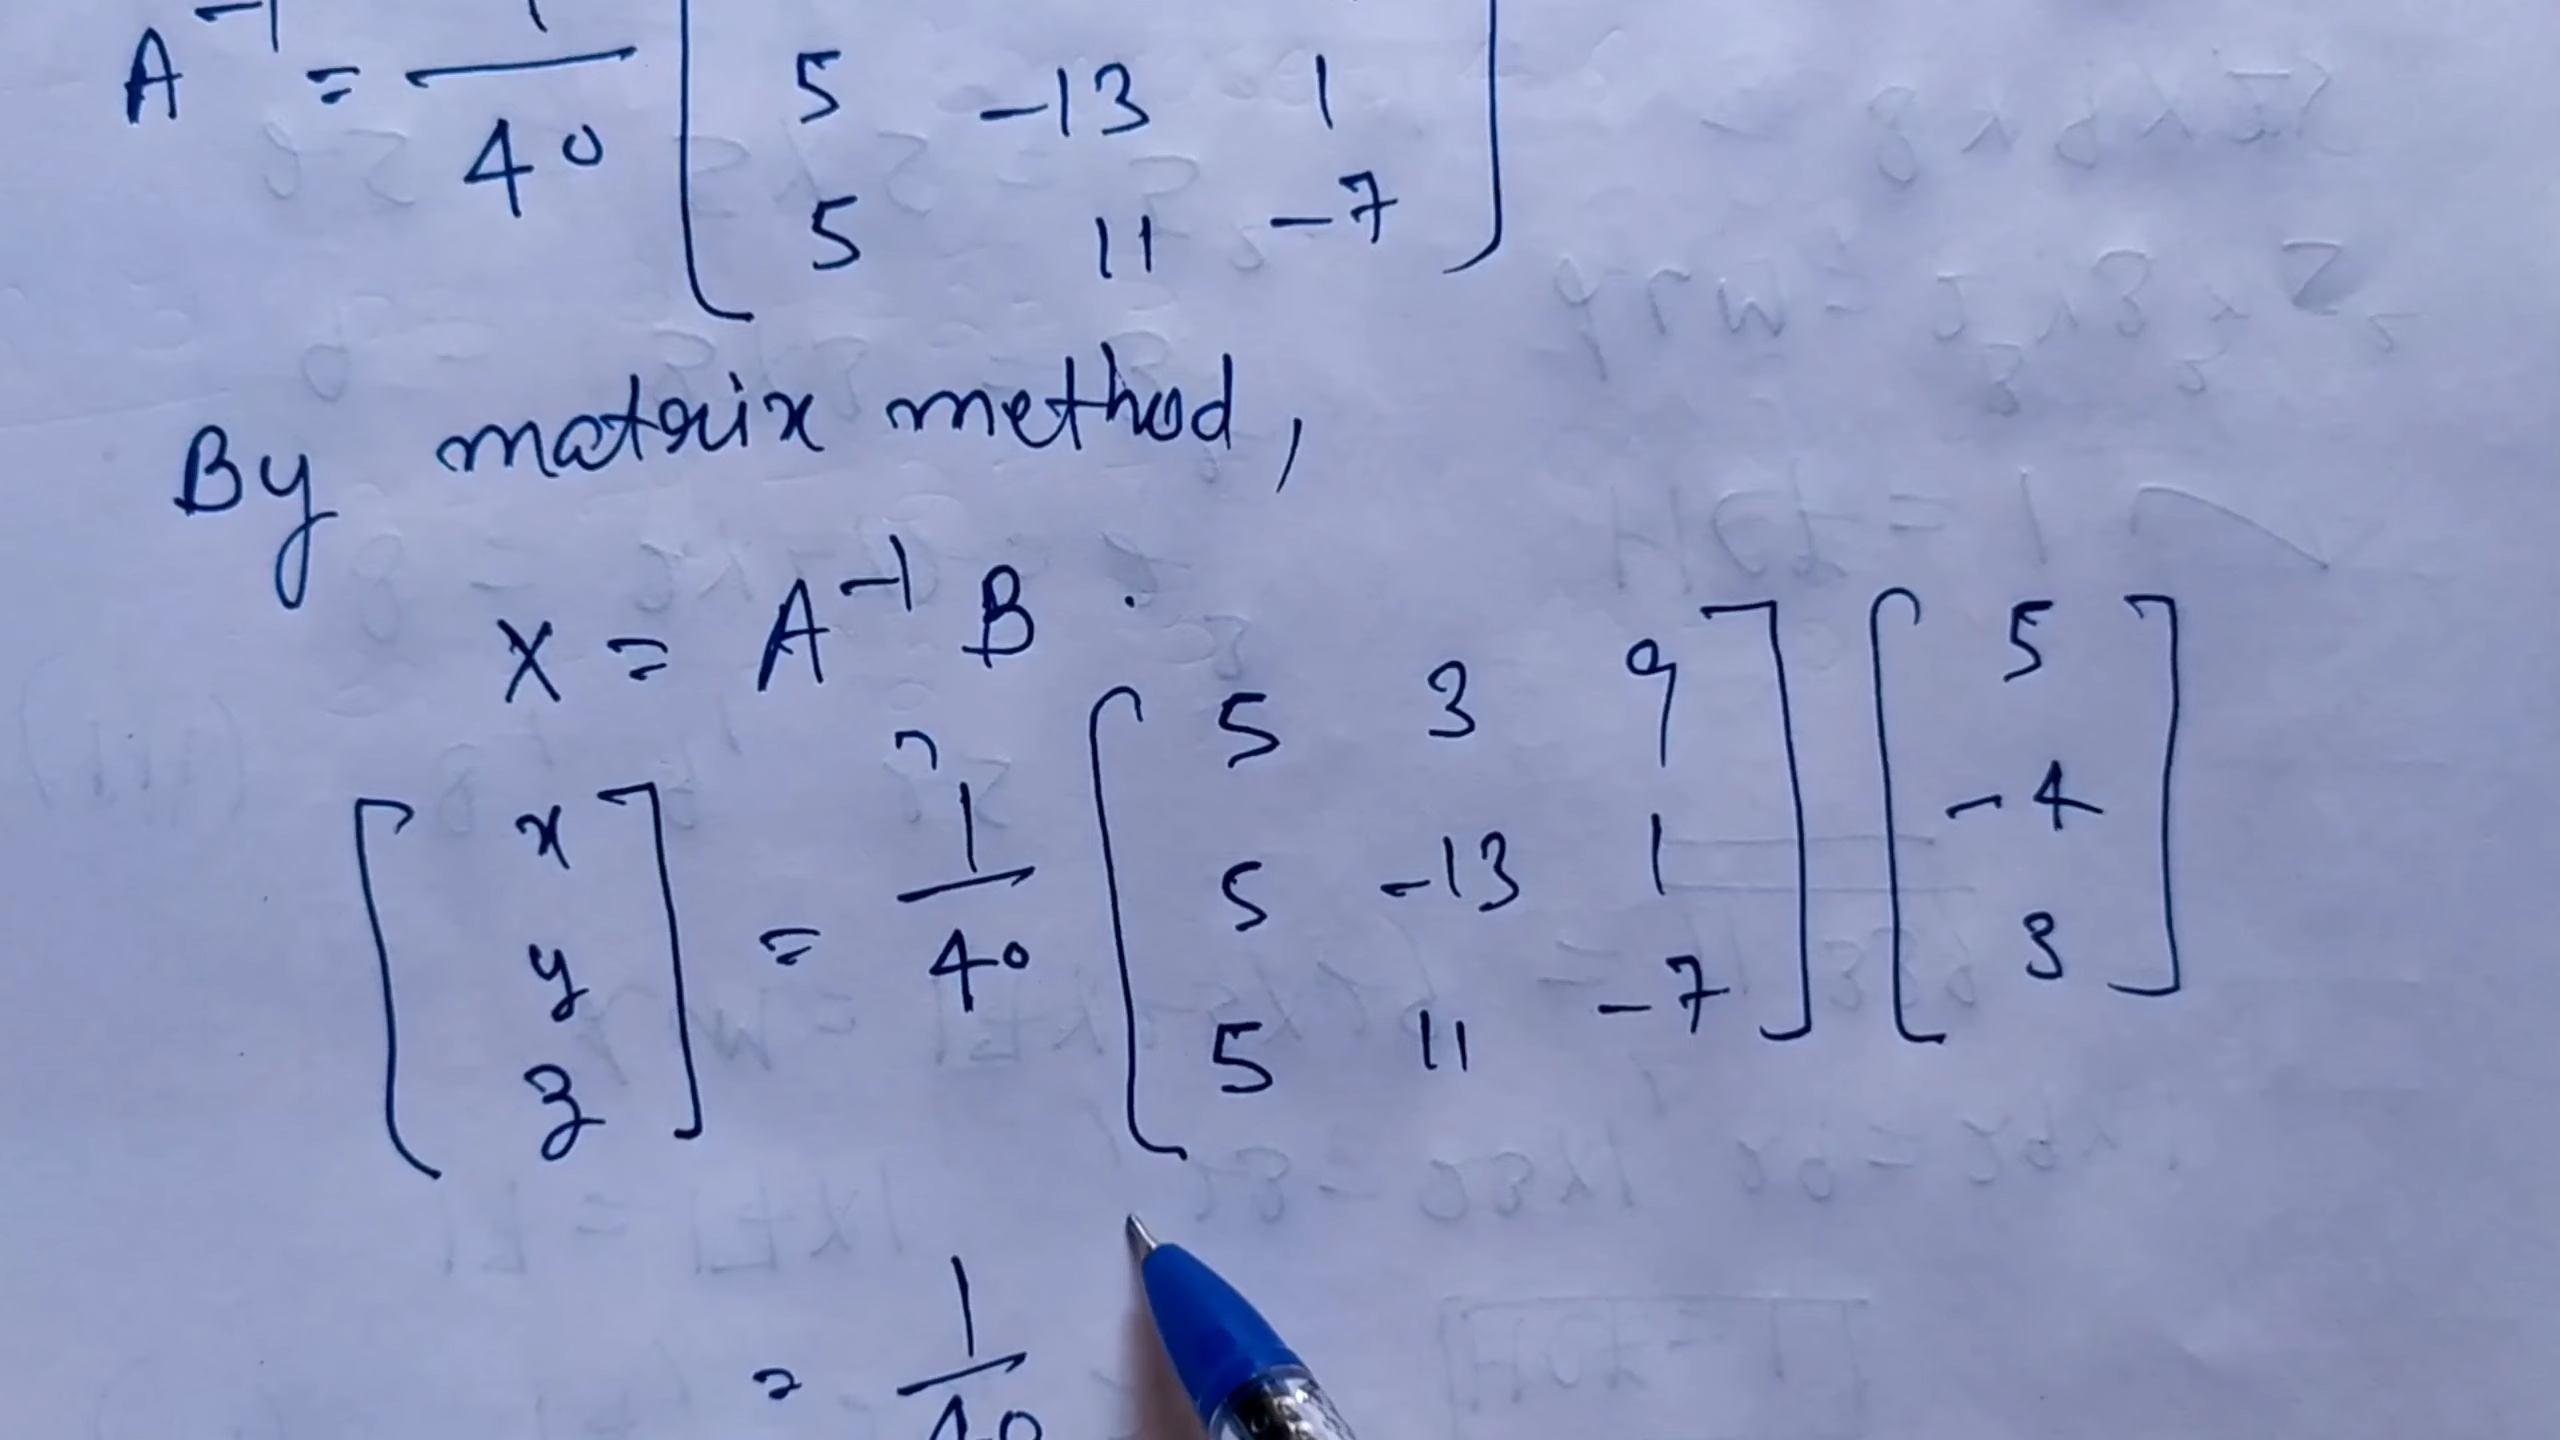 A⁻¹ = 1/40 [
5 -13 1
5 11 -7 ]
By matrix method,
X = A⁻¹ B .
[ x y z ] = 1/40 [ 5 3 9
5 -13 1
5 11 -7 ] [ 5 -4 3 ]
= 1/40